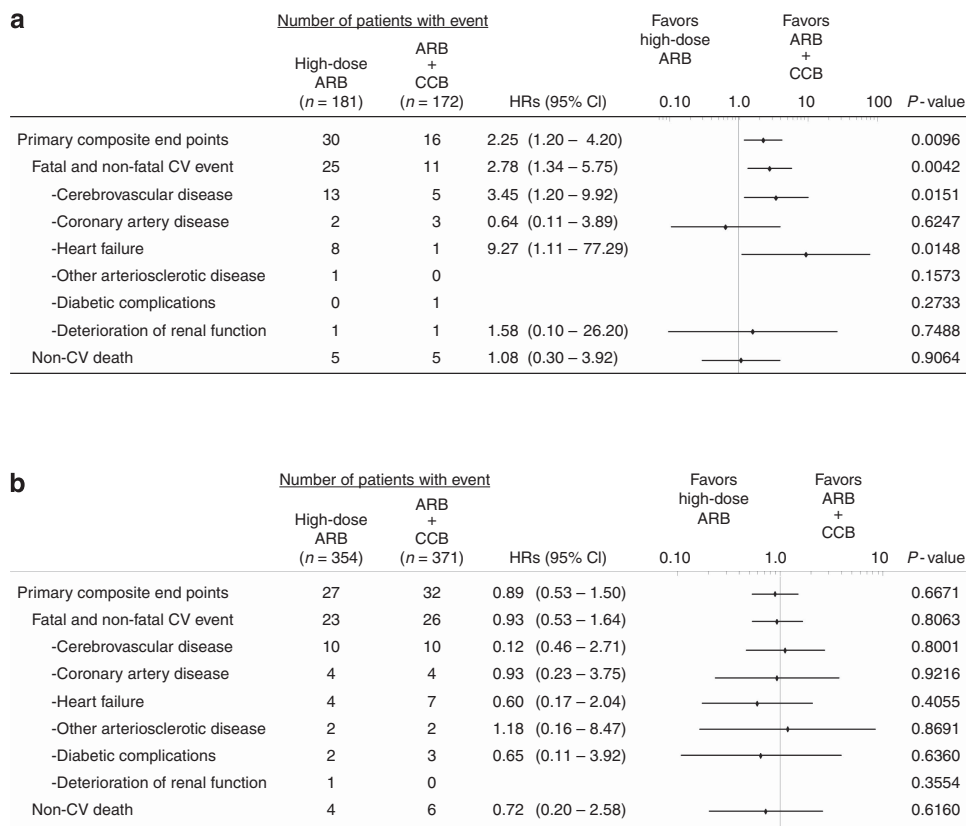 a
Number of patients with event
High-dose ARB (n = 181)
ARB + CCB (n = 172)
HRs (95% CI)
Favors high-dose ARB
Favors ARB + CCB
0.10 1.0 10 100
P-value
Primary composite end points 30 16 2.25 (1.20 – 4.20) 0.0096
Fatal and non-fatal CV event 25 11 2.78 (1.34 – 5.75) 0.0042
-Cerebrovascular disease 13 5 3.45 (1.20 – 9.92) 0.0151
-Coronary artery disease 2 3 0.64 (0.11 – 3.89) 0.6247
-Heart failure 8 1 9.27 (1.11 – 77.29) 0.0148
-Other arteriosclerotic disease 1 0 0.1573
-Diabetic complications 0 1 0.2733
-Deterioration of renal function 1 1 1.58 (0.10 – 26.20) 0.7488
Non-CV death 5 5 1.08 (0.30 – 3.92) 0.9064
b
Number of patients with event
High-dose ARB (n = 354)
ARB + CCB (n = 371)
HRs (95% CI)
Favors high-dose ARB
Favors ARB + CCB
0.10 1.0 10
P-value
Primary composite end points 27 32 0.89 (0.53 – 1.50) 0.6671
Fatal and non-fatal CV event 23 26 0.93 (0.53 – 1.64) 0.8063
-Cerebrovascular disease 10 10 0.12 (0.46 – 2.71) 0.8001
-Coronary artery disease 4 4 0.93 (0.23 – 3.75) 0.9216
-Heart failure 4 7 0.60 (0.17 – 2.04) 0.4055
-Other arteriosclerotic disease 2 2 1.18 (0.16 – 8.47) 0.8691
-Diabetic complications 2 3 0.65 (0.11 – 3.92) 0.6360
-Deterioration of renal function 1 0 0.3554
Non-CV death 4 6 0.72 (0.20 – 2.58) 0.6160